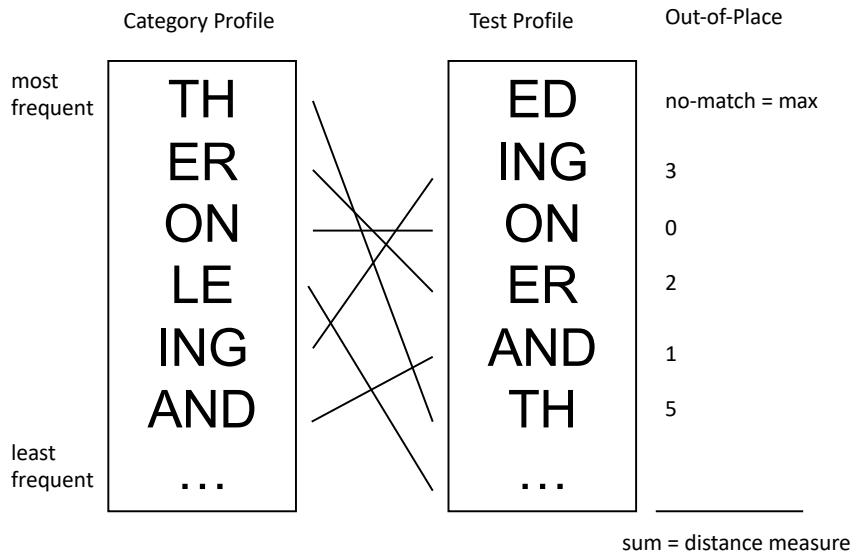 Category Profile
Test Profile
Out-of-Place
most
frequent
TH
ED
no-match = max
ER
ING
3
ON
ON
0
LE
ER
2
ING
AND
1
AND
TH
5
least
frequent
...
...
sum = distance measure